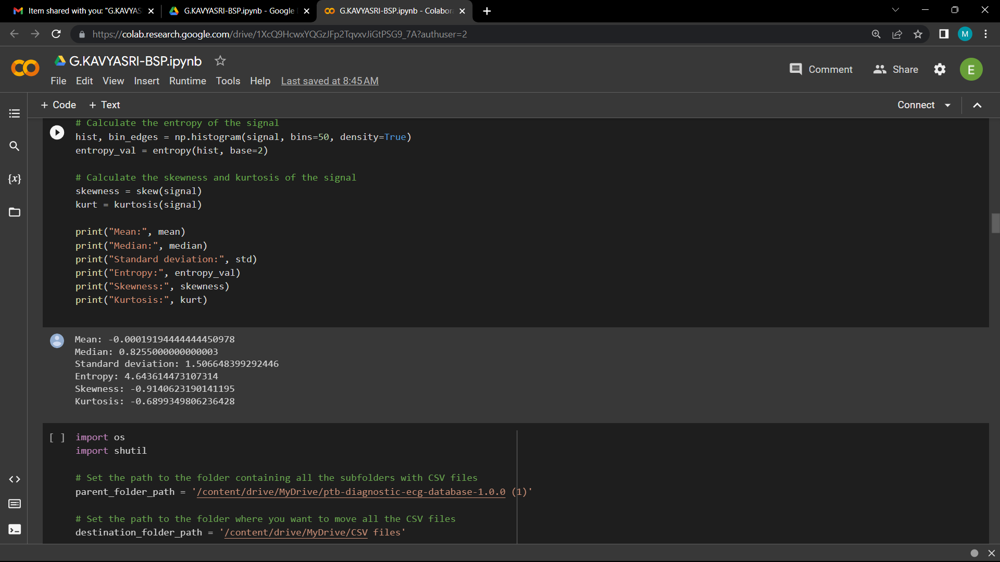 Item shared with you: "G.KAVYAS
G.KAVYASRI-BSP.ipynb - Google
G.KAVYASRI-BSP.ipynb - Colabor
https://colab.research.google.com/drive/1XcQ9HcwxYQGzJFp2TqvxvJiGtPSG9_7A?authuser=2
M
G.KAVYASRI-BSP.ipynb
Comment
Share
E
File Edit View Insert Runtime Tools Help Last saved at 8:45 AM
+ Code + Text
Connect
# Calculate the entropy of the signal
hist, bin_edges = np.histogram(signal, bins=50, density=True)
entropy_val = entropy(hist, base=2)
{x}
# Calculate the skewness and kurtosis of the signal
skewness = skew(signal)
kurt = kurtosis(signal)
print("Mean:", mean)
print("Median:", median)
print("Standard deviation:", std)
print("Entropy:", entropy_val)
print("Skewness:", skewness)
print("Kurtosis:", kurt)
Mean: -0.00019194444444450978
Median: 0.8255000000000003
Standard deviation: 1.506648399292446
Entropy: 4.643614473107314
Skewness: -0.9140623190141195
Kurtosis: -0.6899349806236428
[ ] import os
import shutil
# Set the path to the folder containing all the subfolders with CSV files
parent_folder_path = '/content/drive/MyDrive/ptb-diagnostic-ecg-database-1.0.0 (1)'
# Set the path to the folder where you want to move all the CSV files
destination_folder_path = '/content/drive/MyDrive/CSV files'